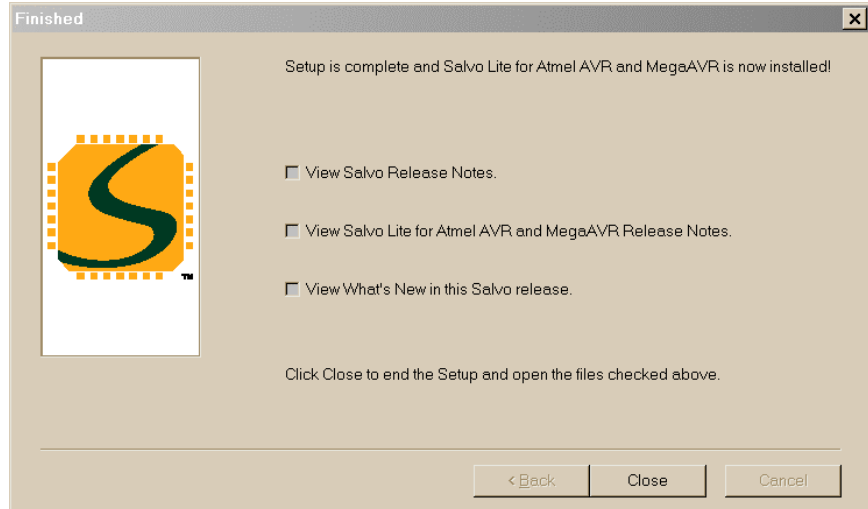 Finished
Setup is complete and Salvo Lite for Atmel AVR and MegaAVR is now installed!
View Salvo Release Notes.
View Salvo Lite for Atmel AVR and MegaAVR Release Notes.
TM
View What's New in this Salvo release.
Click Close to end the Setup and open the files checked above.
< Back
Close
Cancel